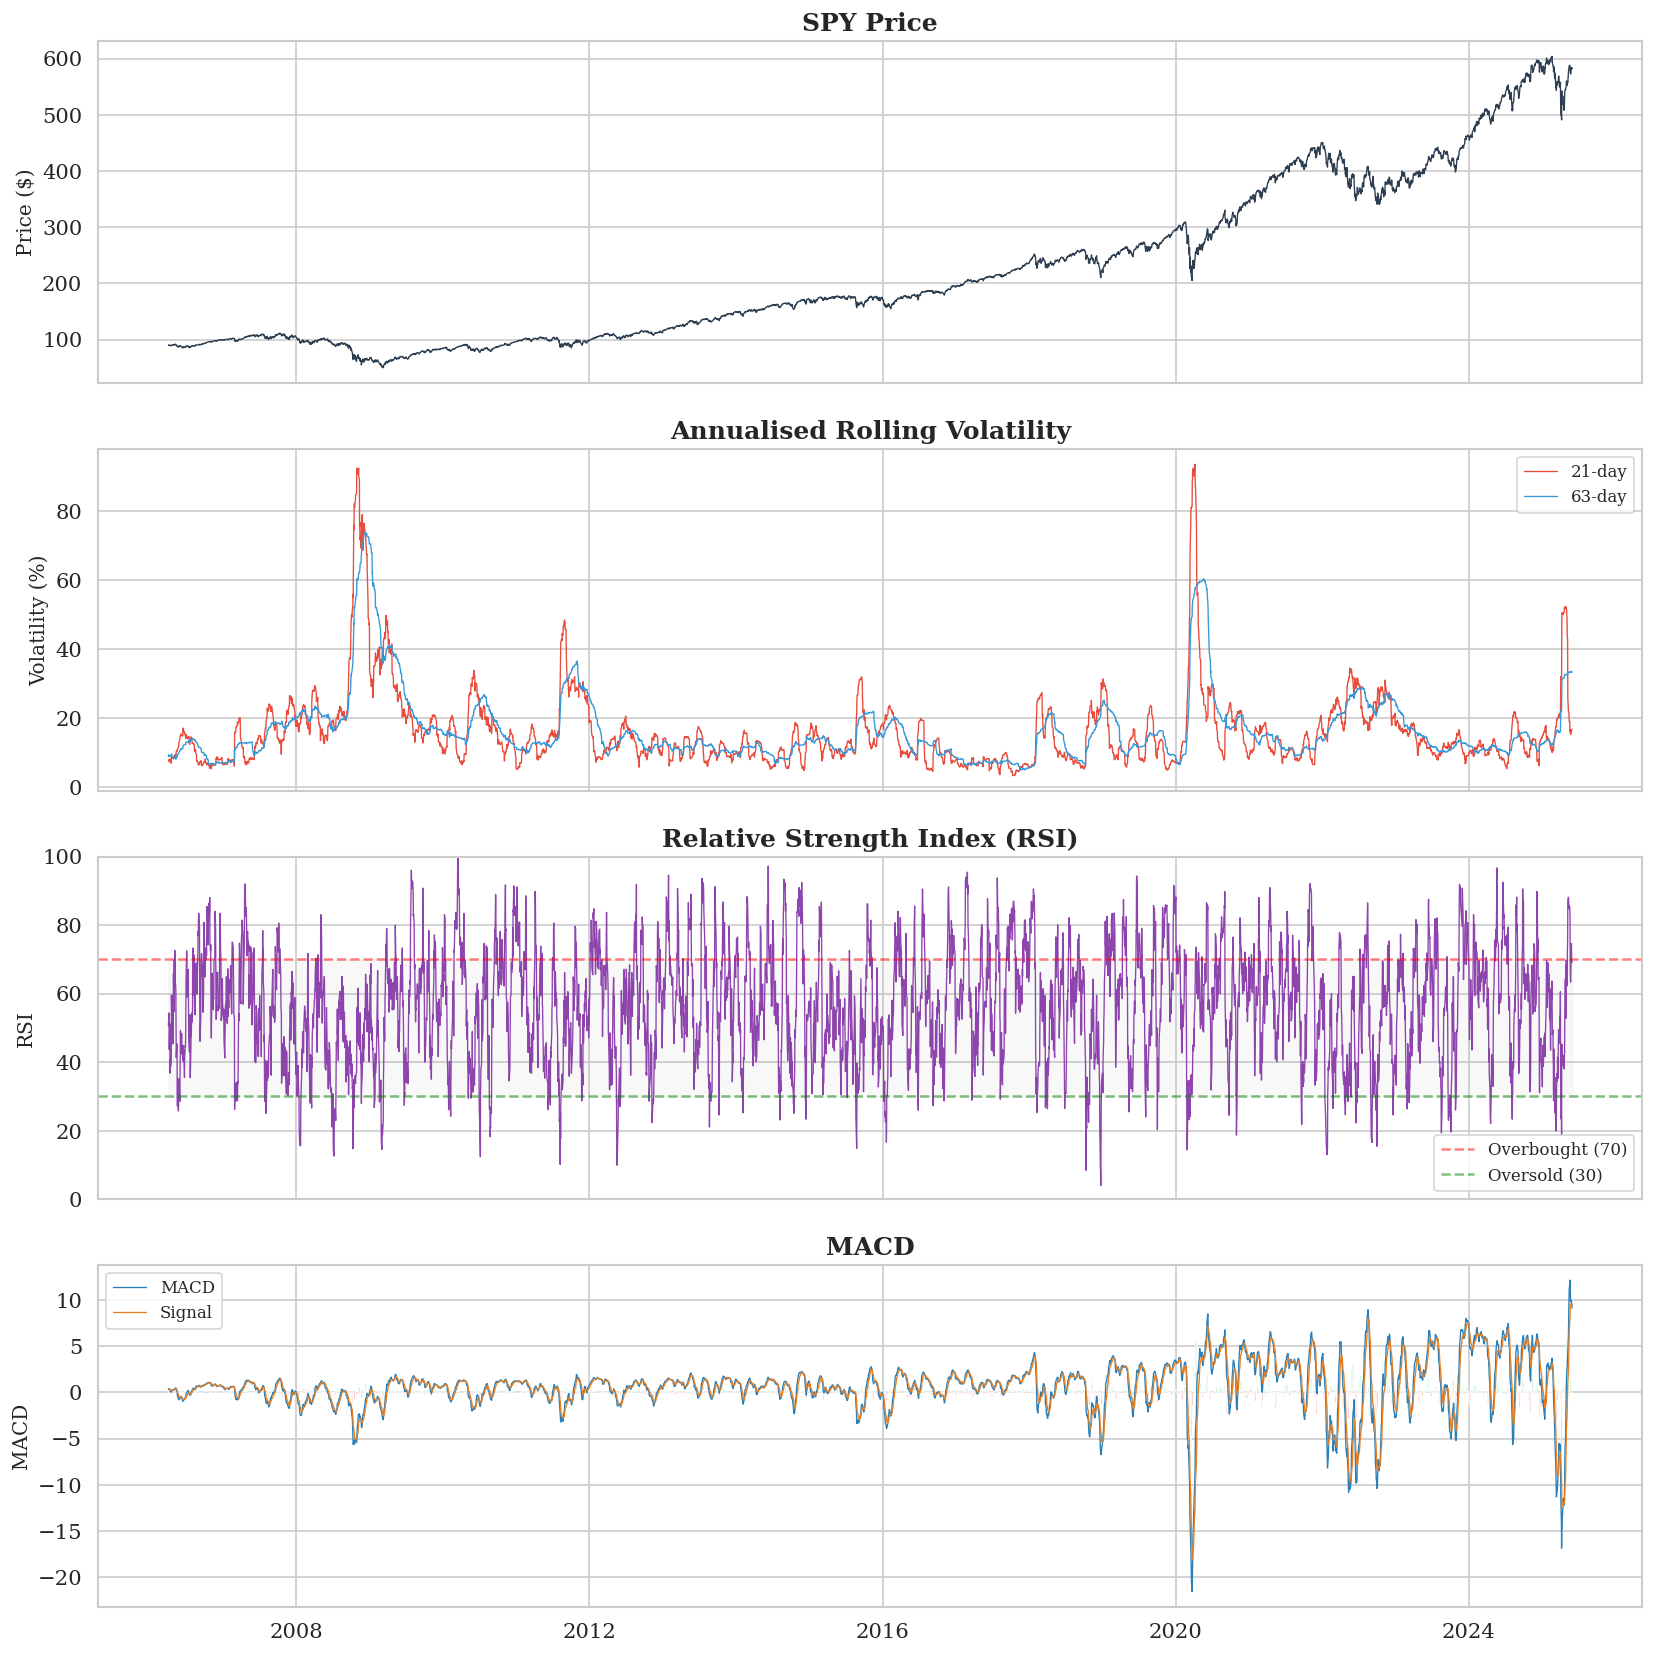 SPY Price
600
500
400
300
200
100
Price ($)
Annualised Rolling Volatility
80
60
40
20
0
Volatility (%)
21-day
63-day
Relative Strength Index (RSI)
100
80
60
40
20
0
RSI
Overbought (70)
Oversold (30)
MACD
10
5
0
−5
−10
−15
−20
MACD
MACD
Signal
2008
2012
2016
2020
2024